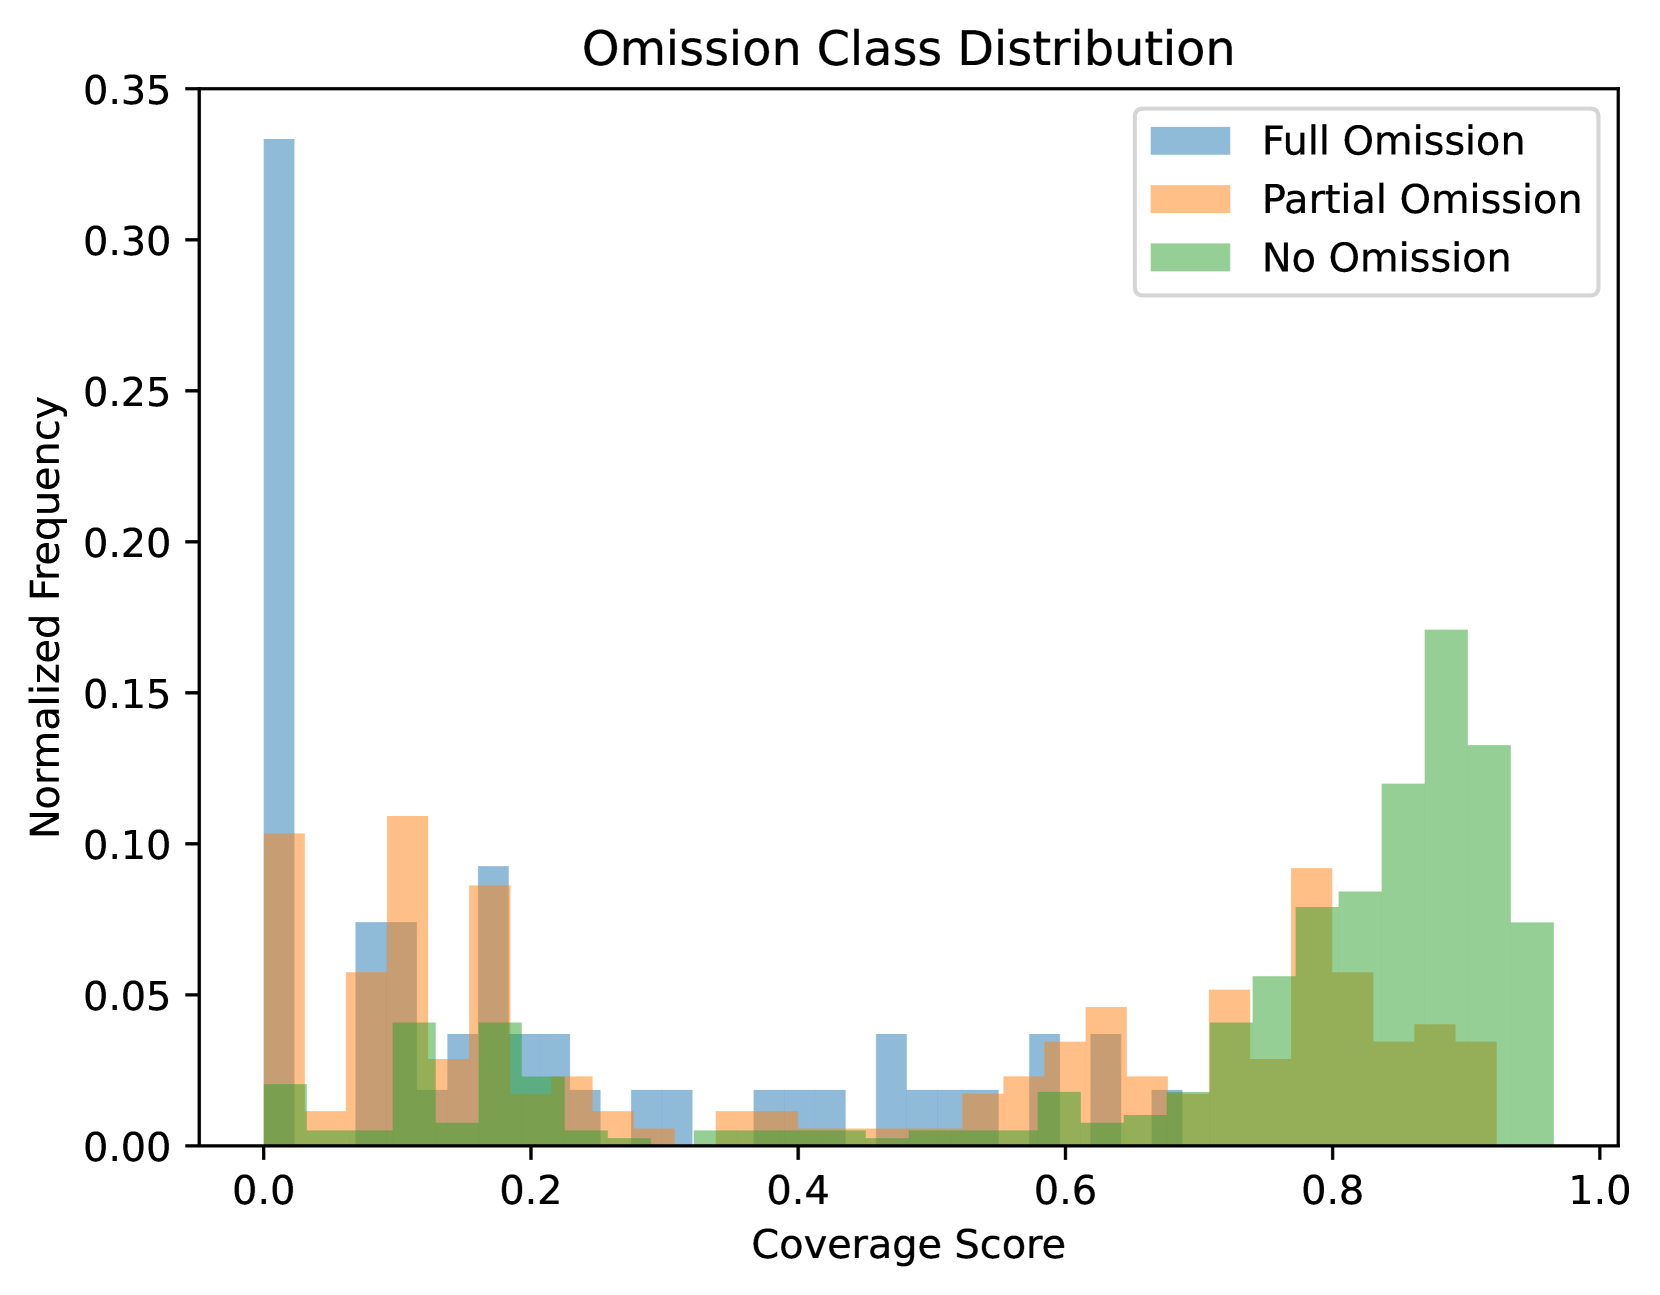 Omission Class Distribution
0.35
0.30
0.25
0.20
0.15
0.10
0.05
0.00
Normalized Frequency
Full Omission
Partial Omission
No Omission
0.0 0.2 0.4 0.6 0.8 1.0
Coverage Score